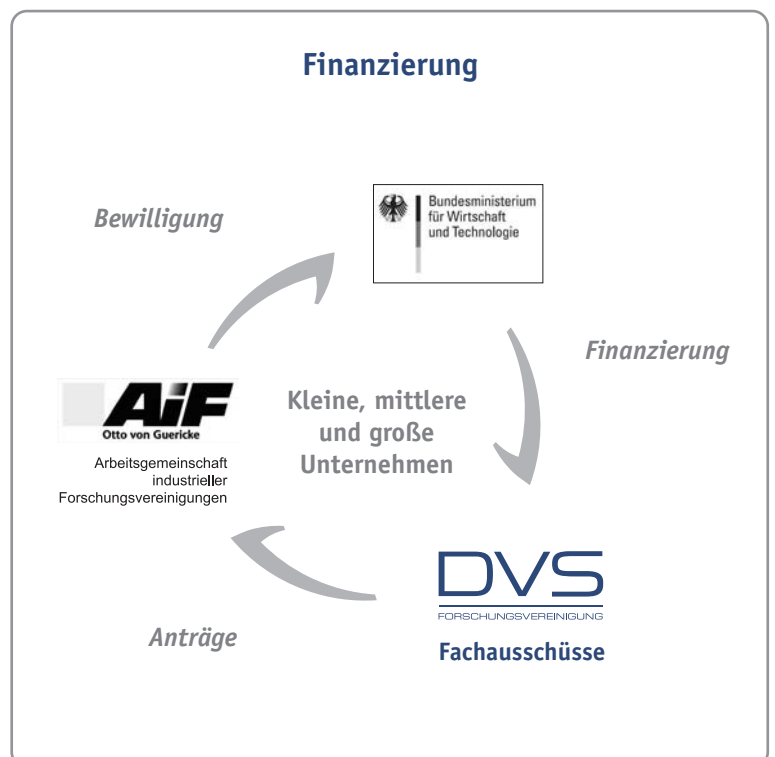 Finanzierung
Bewilligung
Bundesministerium
für Wirtschaft
und Technologie
Finanzierung
AiF
Otto von Guericke
Arbeitsgemeinschaft
industrieller
Forschungsvereinigungen
Kleine, mittlere
und große
Unternehmen
DVS
FORSCHUNGSVEREINIGUNG
Fachausschüsse
Anträge